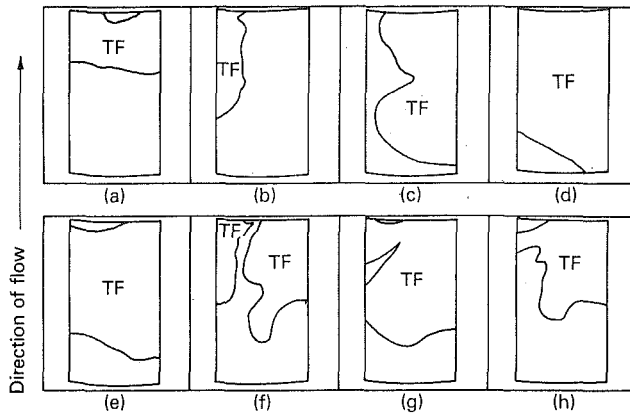 Direction of flow
TF
TF
TF
TF
(a)
(b)
(c)
(d)
TF
TF
TF
TF
TF
(e)
(f)
(g)
(h)